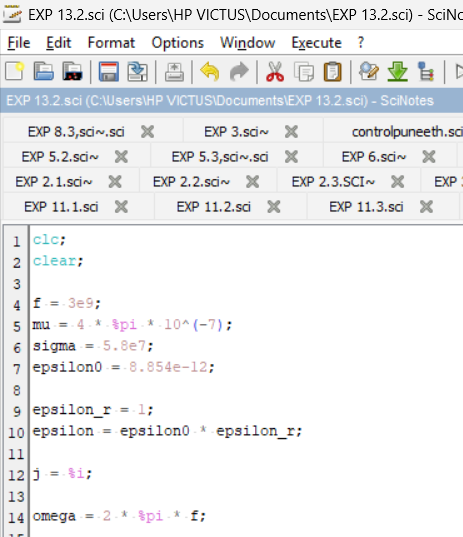 EXP 13.2.sci (C:\Users\HP VICTUS\Documents\EXP 13.2.sci) - SciNo
File Edit Format Options Window Execute ?
EXP 13.2.sci (C:\Users\HP VICTUS\Documents\EXP 13.2.sci) - SciNotes
EXP 8.3,sci~.sci EXP 3.sci~ controlpuneeth.sci
EXP 5.2.sci~ EXP 5.3,sci~.sci EXP 6.sci~
EXP 2.1.sci~ EXP 2.2.sci~ EXP 2.3.SCI~ EXP
EXP 11.1.sci EXP 11.2.sci EXP 11.3.sci
1 clc;
2 clear;
3
4 f = 3e9;
5 mu = 4 * %pi * 10^(-7);
6 sigma = 5.8e7;
7 epsilon0 = 8.854e-12;
8
9 epsilon_r = 1;
10 epsilon = epsilon0 * epsilon_r;
11
12 j = %i;
13
14 omega = 2 * %pi * f;